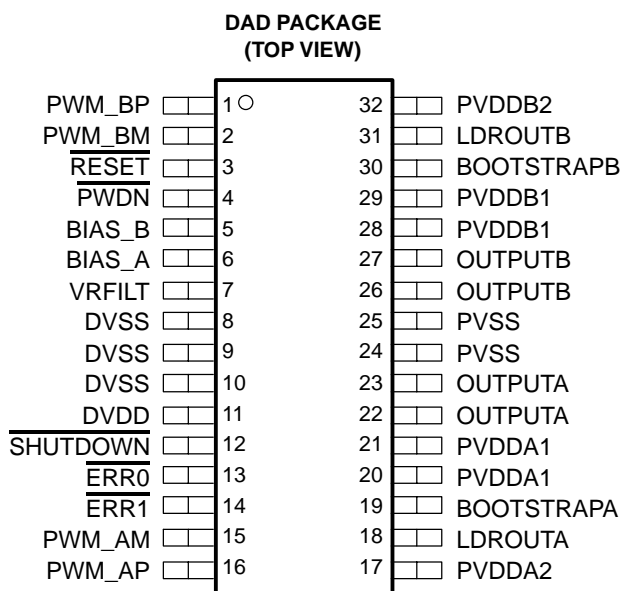 DAD PACKAGE
(TOP VIEW)
PWM_BP 1 32 PVDDB2
PWM_BM 2 31 LDROUTB
RESET 3 30 BOOTSTRAPB
PWDN 4 29 PVDDB1
BIAS_B 5 28 PVDDB1
BIAS_A 6 27 OUTPUTB
VRFILT 7 26 OUTPUTB
DVSS 8 25 PVSS
DVSS 9 24 PVSS
DVSS 10 23 OUTPUTA
DVDD 11 22 OUTPUTA
SHUTDOWN 12 21 PVDDA1
ERR0 13 20 PVDDA1
ERR1 14 19 BOOTSTRAPA
PWM_AM 15 18 LDROUTA
PWM_AP 16 17 PVDDA2